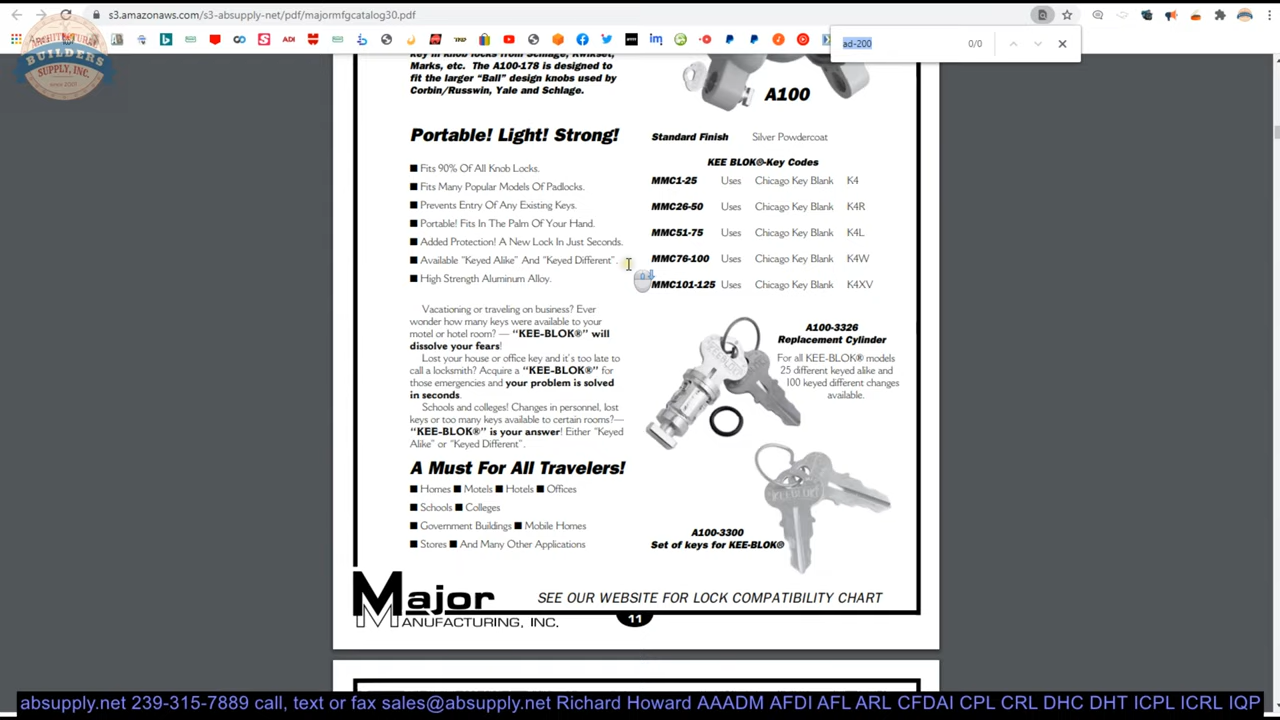 s3.amazonaws.com/s3-absupply-net/pdf/majormfgcatalog30.pdf
ad-200
0/0
ARCHITECTURAL
BUILDERS
SUPPLY, INC.
since 2007
Key in Knob locks from Schlage, Kwikset,
Marks, etc. The A100-178 is designed to
fit the larger “Ball” design knobs used by
Corbin/Russwin, Yale and Schlage.
A100
Portable! Light! Strong!
■ Fits 90% Of All Knob Locks.
■ Fits Many Popular Models Of Padlocks.
■ Prevents Entry Of Any Existing Keys.
■ Portable! Fits In The Palm Of Your Hand.
■ Added Protection! A New Lock In Just Seconds.
■ Available “Keyed Alike” And “Keyed Different”.
■ High Strength Aluminum Alloy.
Vacationing or traveling on business? Ever
wonder how many keys were available to your
motel or hotel room? — “KEE-BLOK®” will
dissolve your fears!
Lost your house or office key and it's too late to
call a locksmith? Acquire a “KEE-BLOK®” for
those emergencies and your problem is solved
in seconds.
Schools and colleges! Changes in personnel, lost
keys or too many keys available to certain rooms?—
“KEE-BLOK®” is your answer! Either “Keyed
Alike” or “Keyed Different”.
A Must For All Travelers!
■ Homes ■ Motels ■ Hotels ■ Offices
■ Schools ■ Colleges
■ Government Buildings ■ Mobile Homes
■ Stores ■ And Many Other Applications
Standard Finish Silver Powdercoat
KEE BLOK®-Key Codes
MMC1-25 Uses Chicago Key Blank K4
MMC26-50 Uses Chicago Key Blank K4R
MMC51-75 Uses Chicago Key Blank K4L
MMC76-100 Uses Chicago Key Blank K4W
MMC101-125 Uses Chicago Key Blank K4XV
A100-3326
Replacement Cylinder
For all KEE-BLOK® models
25 different keyed alike and
100 keyed different changes
available.
KEE-BLOK
A100-3300
Set of keys for KEE-BLOK®
Major
MANUFACTURING, INC.
SEE OUR WEBSITE FOR LOCK COMPATIBILITY CHART
11
absupply.net 239-315-7889 call, text or fax sales@absupply.net Richard Howard AAADM AFDI AFL ARL CFDAI CPL CRL DHC DHT ICPL ICRL IQP